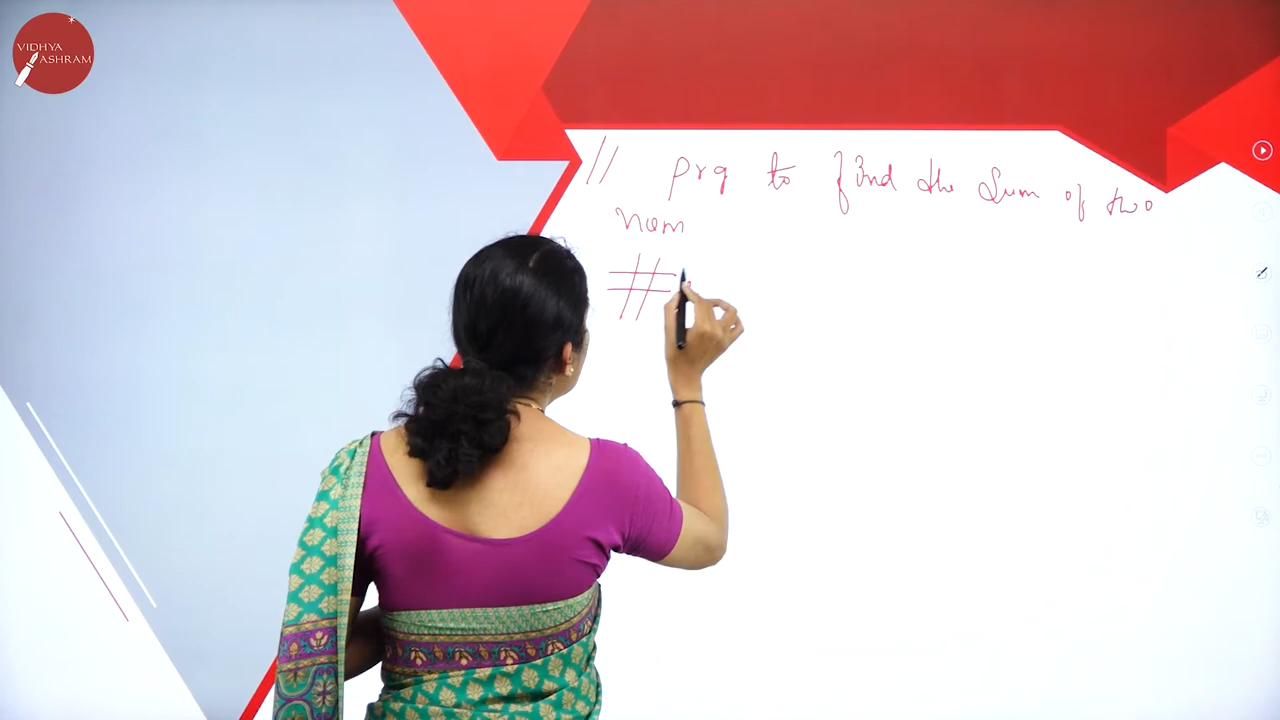 VIDHYA
ASHRAM
// prg to find the Sum of two
num
#